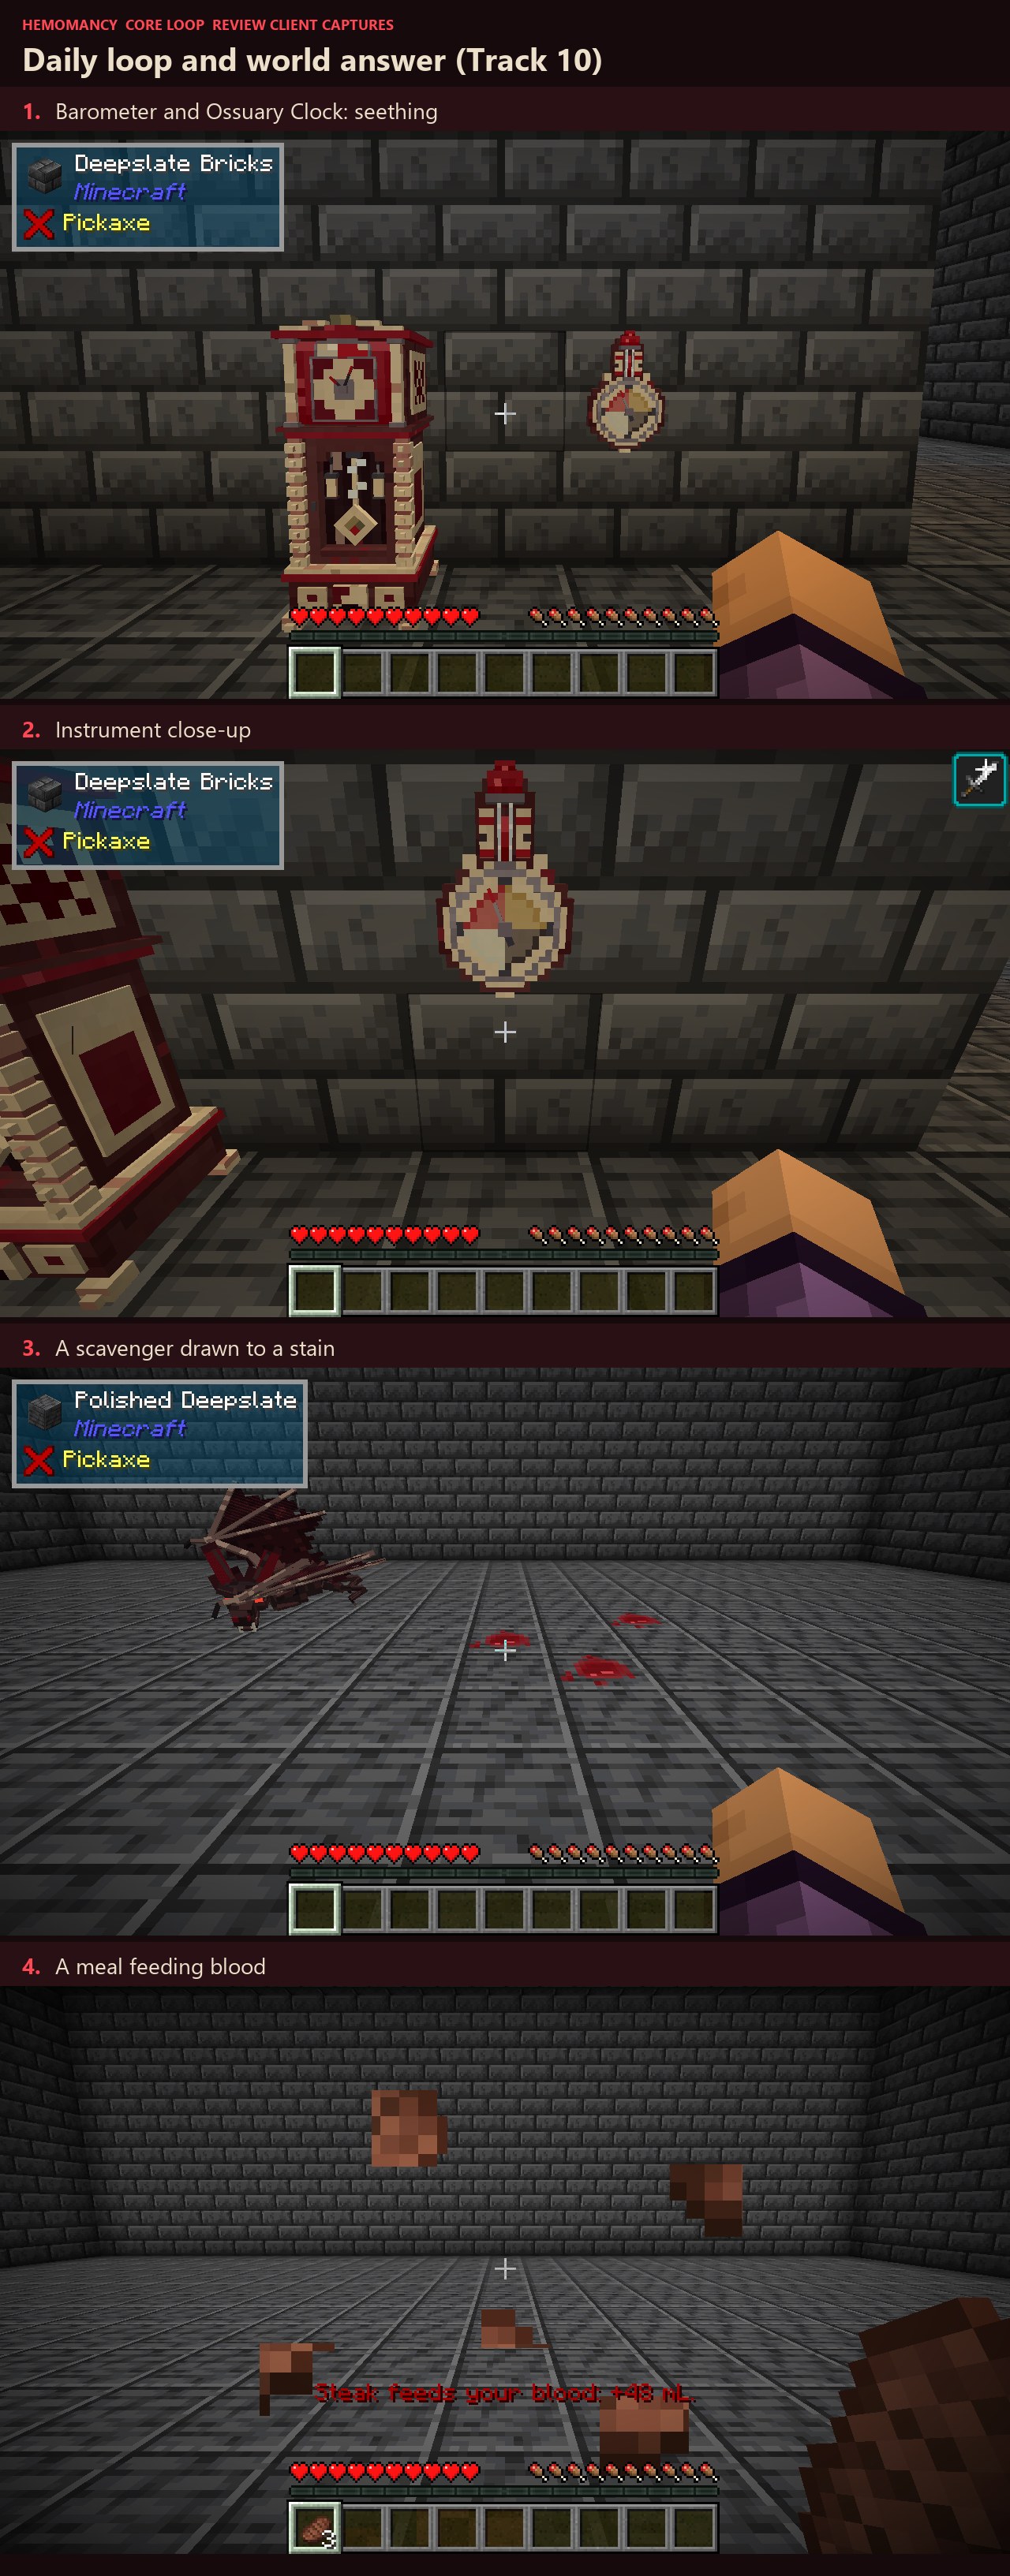 HEMOMANCY CORE LOOP REVIEW CLIENT CAPTURES
Daily loop and world answer (Track 10)
1. Barometer and Ossuary Clock: seething
Deepslate Bricks
Minecraft
Pickaxe
2. Instrument close-up
Deepslate Bricks
Minecraft
Pickaxe
3. A scavenger drawn to a stain
Polished Deepslate
Minecraft
Pickaxe
4. A meal feeding blood
Steak feeds your blood: +48 mL.
3